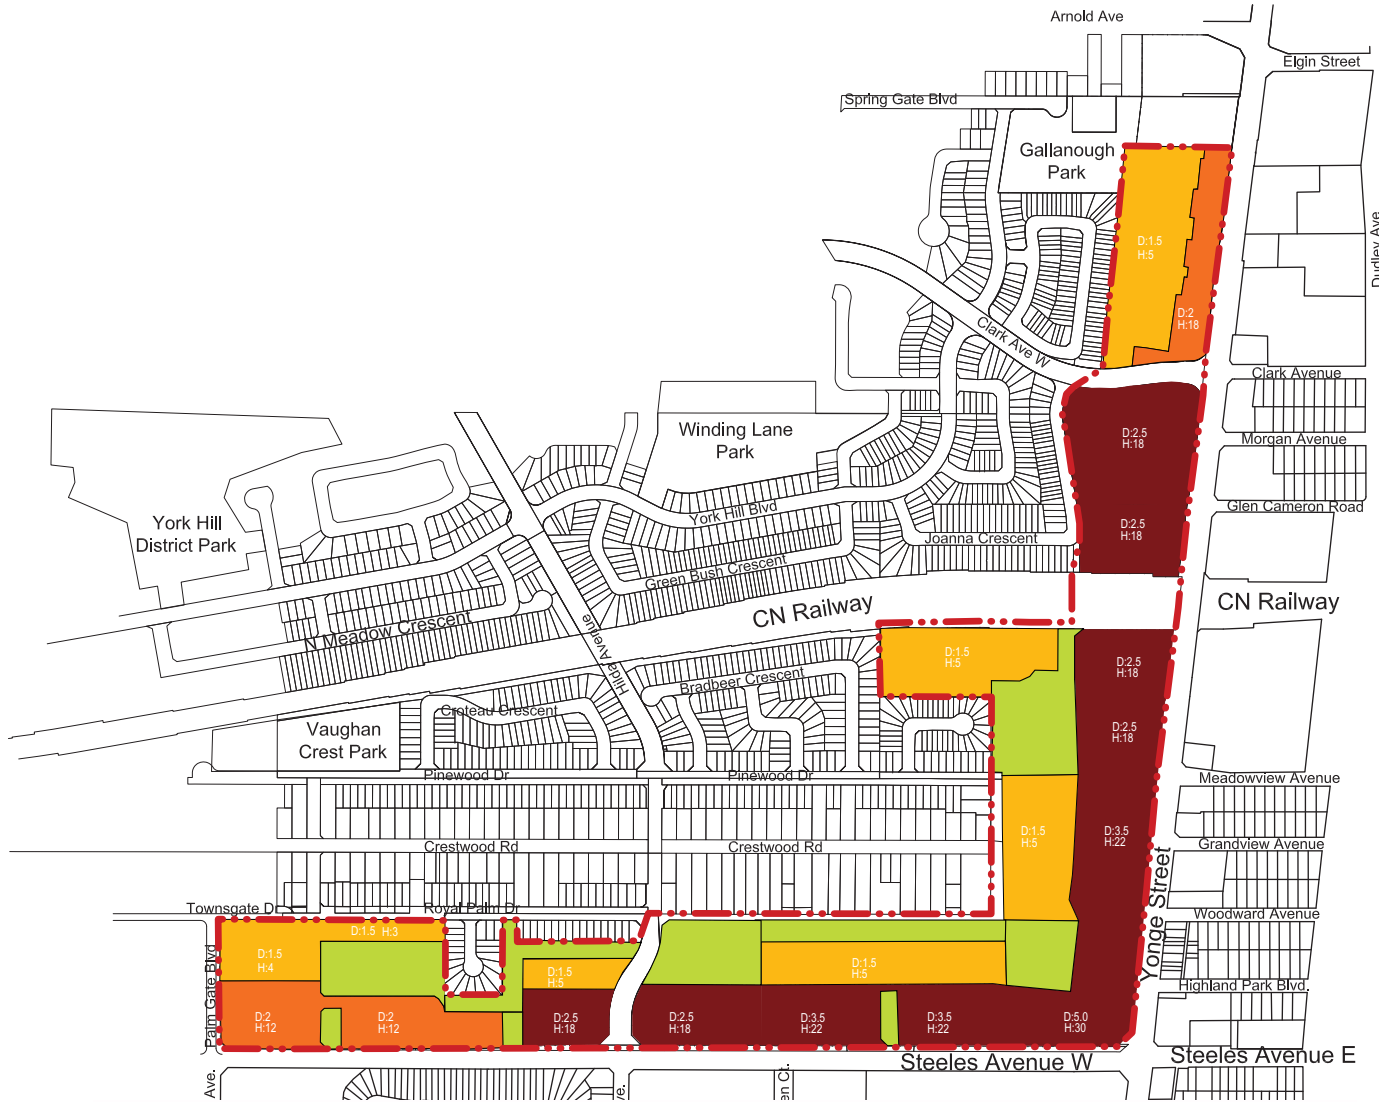 Arnold Ave
Elgin Street
Spring Gate Blvd
Gallanough
Park
Dudley Ave
D:1.5
H:5
D:2
H:18
Clark Ave W
Clark Avenue
Winding Lane
Park
D:2.5
H:18
Morgan Avenue
Glen Cameron Road
York Hill Blvd
York Hill
District Park
D:2.5
H:18
Joanna Crescent
Green Bush Crescent
CN Railway
CN Railway
N Meadow Crescent
Hilda Avenue
D:1.5
H:5
D:2.5
H:18
Bradbeer Crescent
Croteau Crescent
Vaughan
Crest Park
D:2.5
H:18
Pinewood Dr
Pinewood Dr
Meadowview Avenue
D:1.5
H:5
D:3.5
H:22
Crestwood Rd
Crestwood Rd
Grandview Avenue
Yonge Street
Townsgate Dr
Royal Palm Dr
Woodward Avenue
D:1.5 H:3
D:1.5
H:4
Palm Gate Blvd
D:1.5
H:5
D:1.5
H:5
Highland Park Blvd.
D:2
H:12
D:2
H:12
D:2.5
H:18
D:2.5
H:18
D:3.5
H:22
D:3.5
H:22
D:5.0
H:30
Steeles Avenue W
Steeles Avenue E
Ave.
ve.
en Ct.